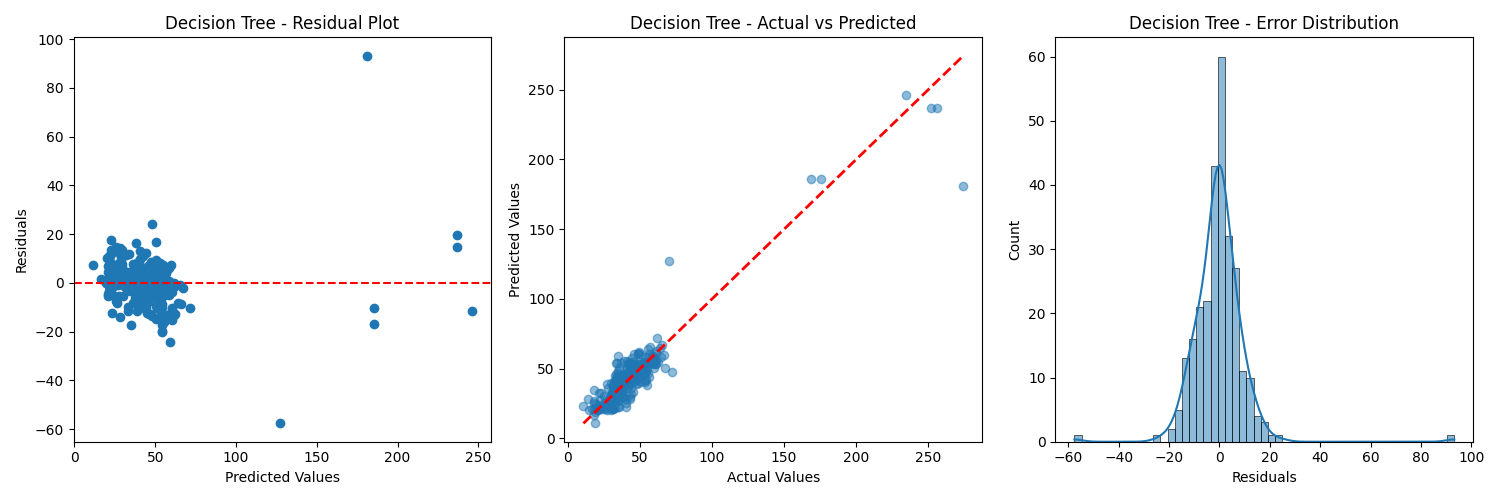 Decision Tree - Residual Plot
100
80
60
40
20
0
−20
−40
−60
Residuals
0 50 100 150 200 250
Predicted Values
Decision Tree - Actual vs Predicted
250
200
150
100
50
0
Predicted Values
0 50 100 150 200 250
Actual Values
Decision Tree - Error Distribution
60
50
40
30
20
10
0
Count
−60 −40 −20 0 20 40 60 80 100
Residuals